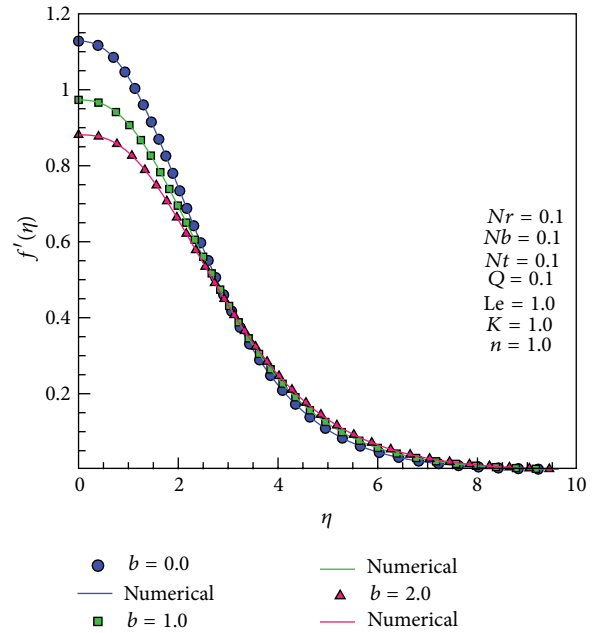 1.2
1
0.8
0.6
0.4
0.2
f′(η)
Nr = 0.1
Nb = 0.1
Nt = 0.1
Q = 0.1
Le = 1.0
K = 1.0
n = 1.0
0 2 4 6 8 10
η
b = 0.0
Numerical
b = 1.0
Numerical
b = 2.0
Numerical